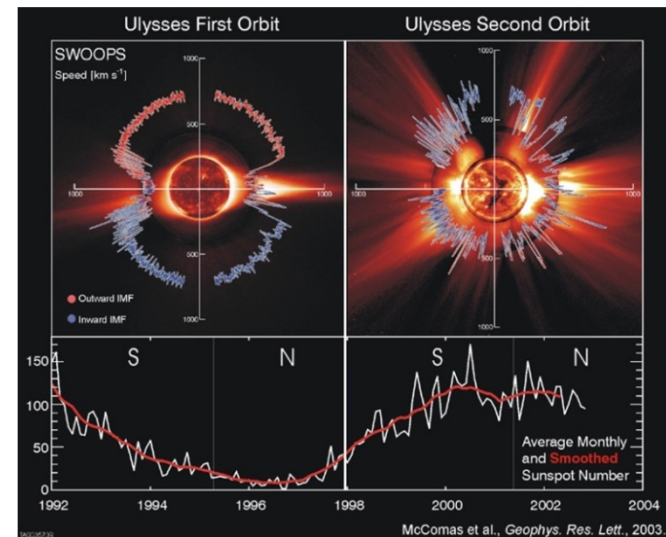 Ulysses First Orbit
Ulysses Second Orbit
SWOOPS
Speed [km s-1]
1000
500
1000
1000
500
1000
1000
500
1000
1000
500
1000
Outward IMF
Inward IMF
S
N
S
N
150
100
50
0
Average Monthly
and Smoothed
Sunspot Number
1992
1994
1996
1998
2000
2002
2004
McComas et al., Geophys. Res. Lett., 2003.